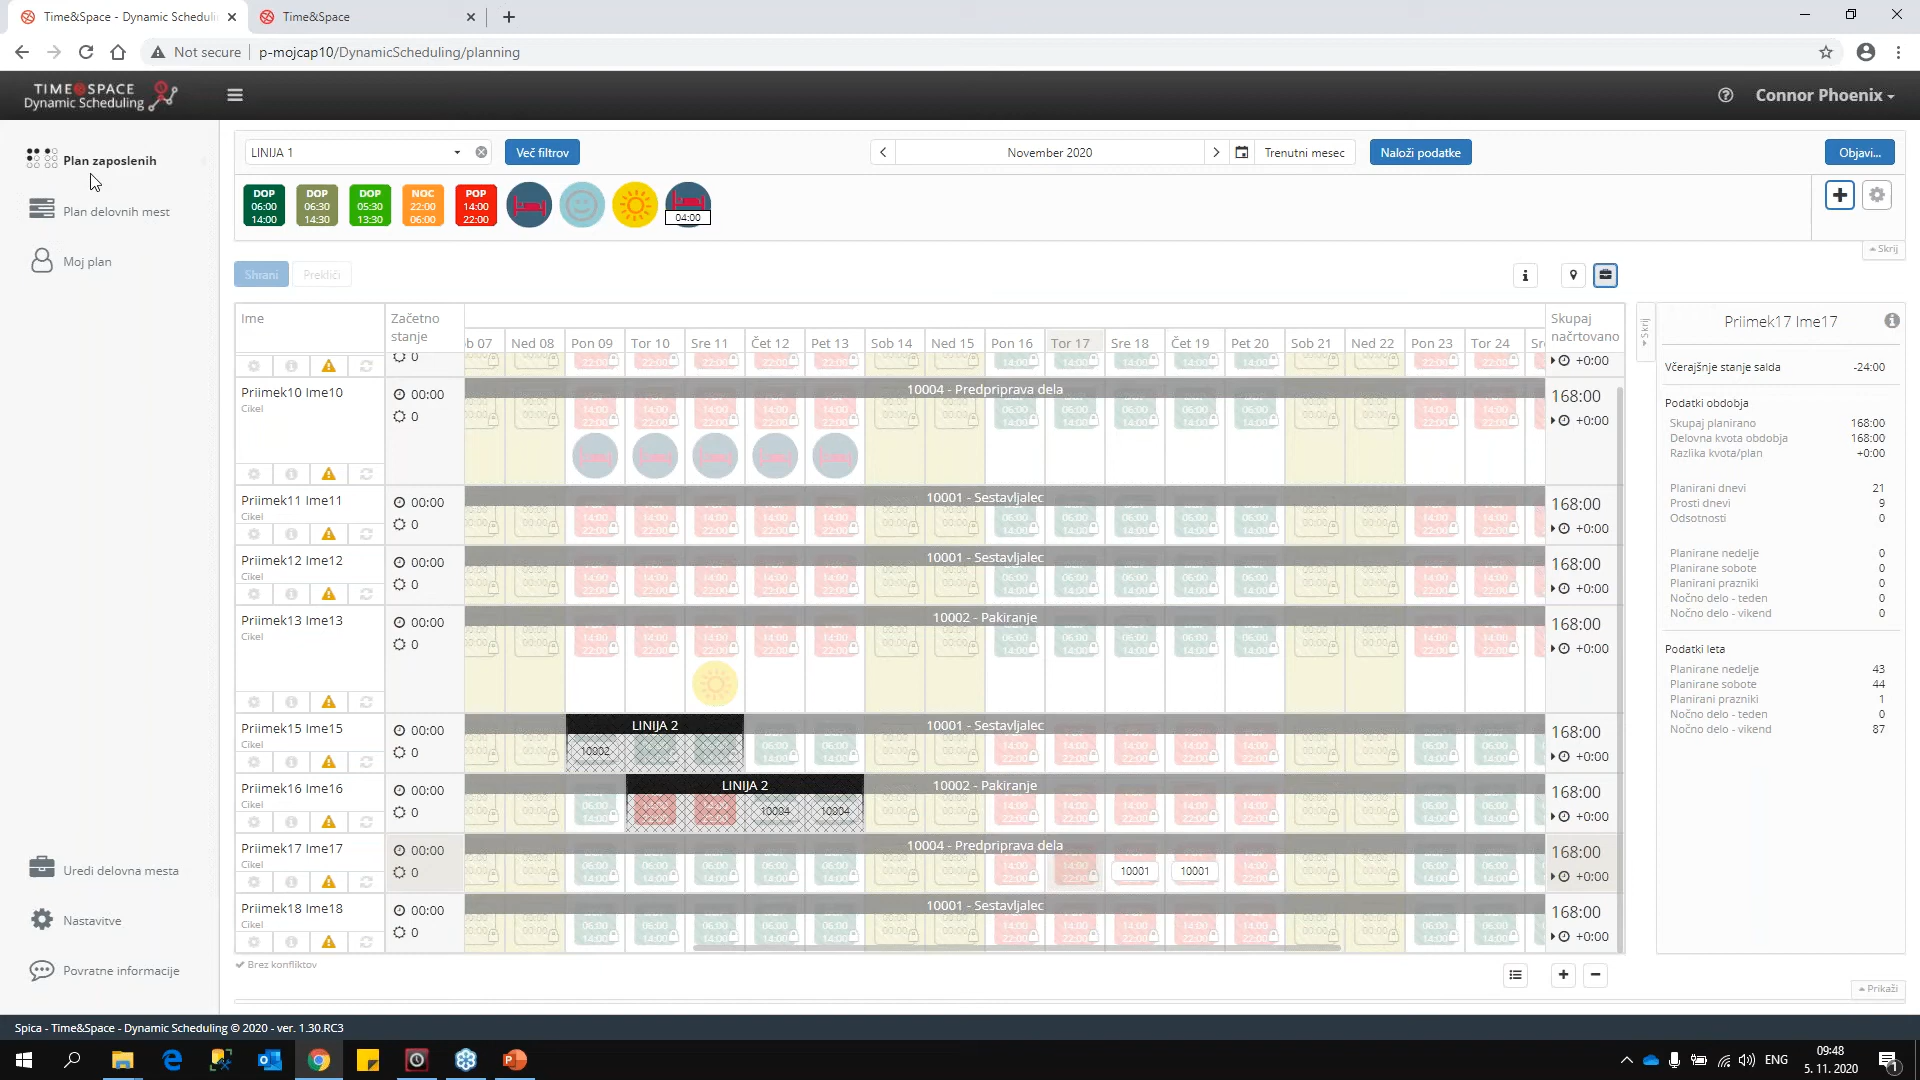 Time&Space - Dynamic Scheduli
Time&Space
Not secure
p-mojcap10/DynamicScheduling/planning
TIME SPACE
Dynamic Scheduling
Connor Phoenix
Plan zaposlenih
Plan delovnih mest
Moj plan
Uredi delovna mesta
Nastavitve
Povratne informacije
LINIJA 1
Več filtrov
November 2020
Trenutni mesec
Naloži podatke
Objavi...
DOP 06:00 14:00
DOP 06:30 14:30
DOP 05:30 13:30
NOC 22:00 06:00
POP 14:00 22:00
04:00
Skrij
Shrani
Prekliči
Ime
Začetno stanje
b 07 Ned 08 Pon 09 Tor 10 Sre 11 Čet 12 Pet 13 Sob 14 Ned 15 Pon 16 Tor 17 Sre 18 Čet 19 Pet 20 Sob 21 Ned 22 Pon 23 Tor 24 Sr
Skupaj načrtovano
0
+0:00
Priimek10 Ime10
Cikel
00:00
0
10004 - Predpriprava dela
168:00
+0:00
Priimek11 Ime11
Cikel
00:00
0
10001 - Sestavljalec
168:00
+0:00
Priimek12 Ime12
Cikel
00:00
0
10001 - Sestavljalec
168:00
+0:00
Priimek13 Ime13
Cikel
00:00
0
10002 - Pakiranje
168:00
+0:00
Priimek15 Ime15
Cikel
00:00
0
LINIJA 2
10002
10001 - Sestavljalec
168:00
+0:00
Priimek16 Ime16
Cikel
00:00
0
LINIJA 2
10004 10004
10002 - Pakiranje
168:00
+0:00
Priimek17 Ime17
Cikel
00:00
0
10004 - Predpriprava dela
10001 10001
168:00
+0:00
Priimek18 Ime18
Cikel
00:00
0
10001 - Sestavljalec
168:00
+0:00
Brez konfliktov
Skrij
Priimek17 Ime17
Včerajšnje stanje salda -24:00
Podatki obdobja
Skupaj planirano 168:00
Delovna kvota obdobja 168:00
Razlika kvota/plan +0:00
Planirani dnevi 21
Prosti dnevi 9
Odsotnosti 0
Planirane nedelje 0
Planirane sobote 0
Planirani prazniki 0
Nočno delo - teden 0
Nočno delo - vikend 0
Podatki leta
Planirane nedelje 43
Planirane sobote 44
Planirani prazniki 1
Nočno delo - teden 0
Nočno delo - vikend 87
Prikaži
Spica - Time&Space - Dynamic Scheduling © 2020 - ver. 1.30.RC3
ENG
09:48
5. 11. 2020
1